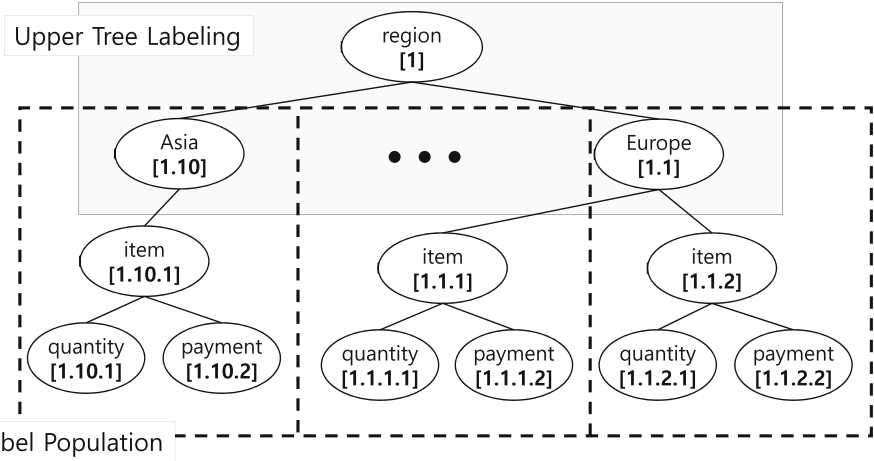 Upper Tree Labeling
region
[1]
Asia
[1.10]
Europe
[1.1]
item
[1.10.1]
item
[1.1.1]
item
[1.1.2]
quantity
[1.10.1]
payment
[1.10.2]
quantity
[1.1.1.1]
payment
[1.1.1.2]
quantity
[1.1.2.1]
payment
[1.1.2.2]
bel Population